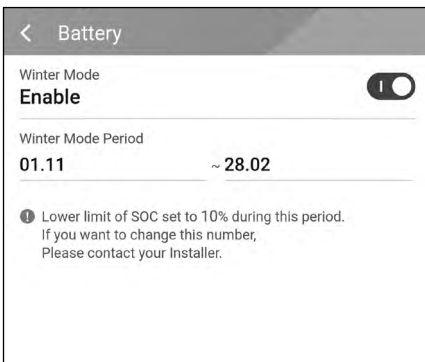 Battery
Winter Mode
Enable
Winter Mode Period
01.11 ~ 28.02
Lower limit of SOC set to 10% during this period.
If you want to change this number,
Please contact your Installer.